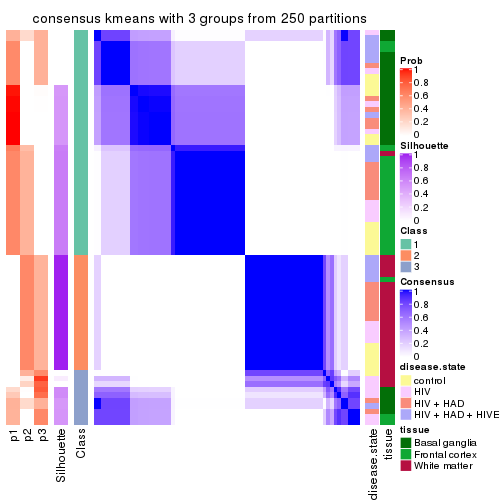 consensus kmeans with 3 groups from 250 partitions
Prob
1
0.8
0.6
0.4
0.2
0
Silhouette
1
0.8
0.6
0.4
0.2
0
Class
1
2
3
Consensus
1
0.8
0.6
0.4
0.2
0
disease.state
control
HIV
HIV + HAD
HIV + HAD + HIVE
tissue
Basal ganglia
Frontal cortex
White matter
p1
p2
p3
Silhouette
Class
disease.state
tissue